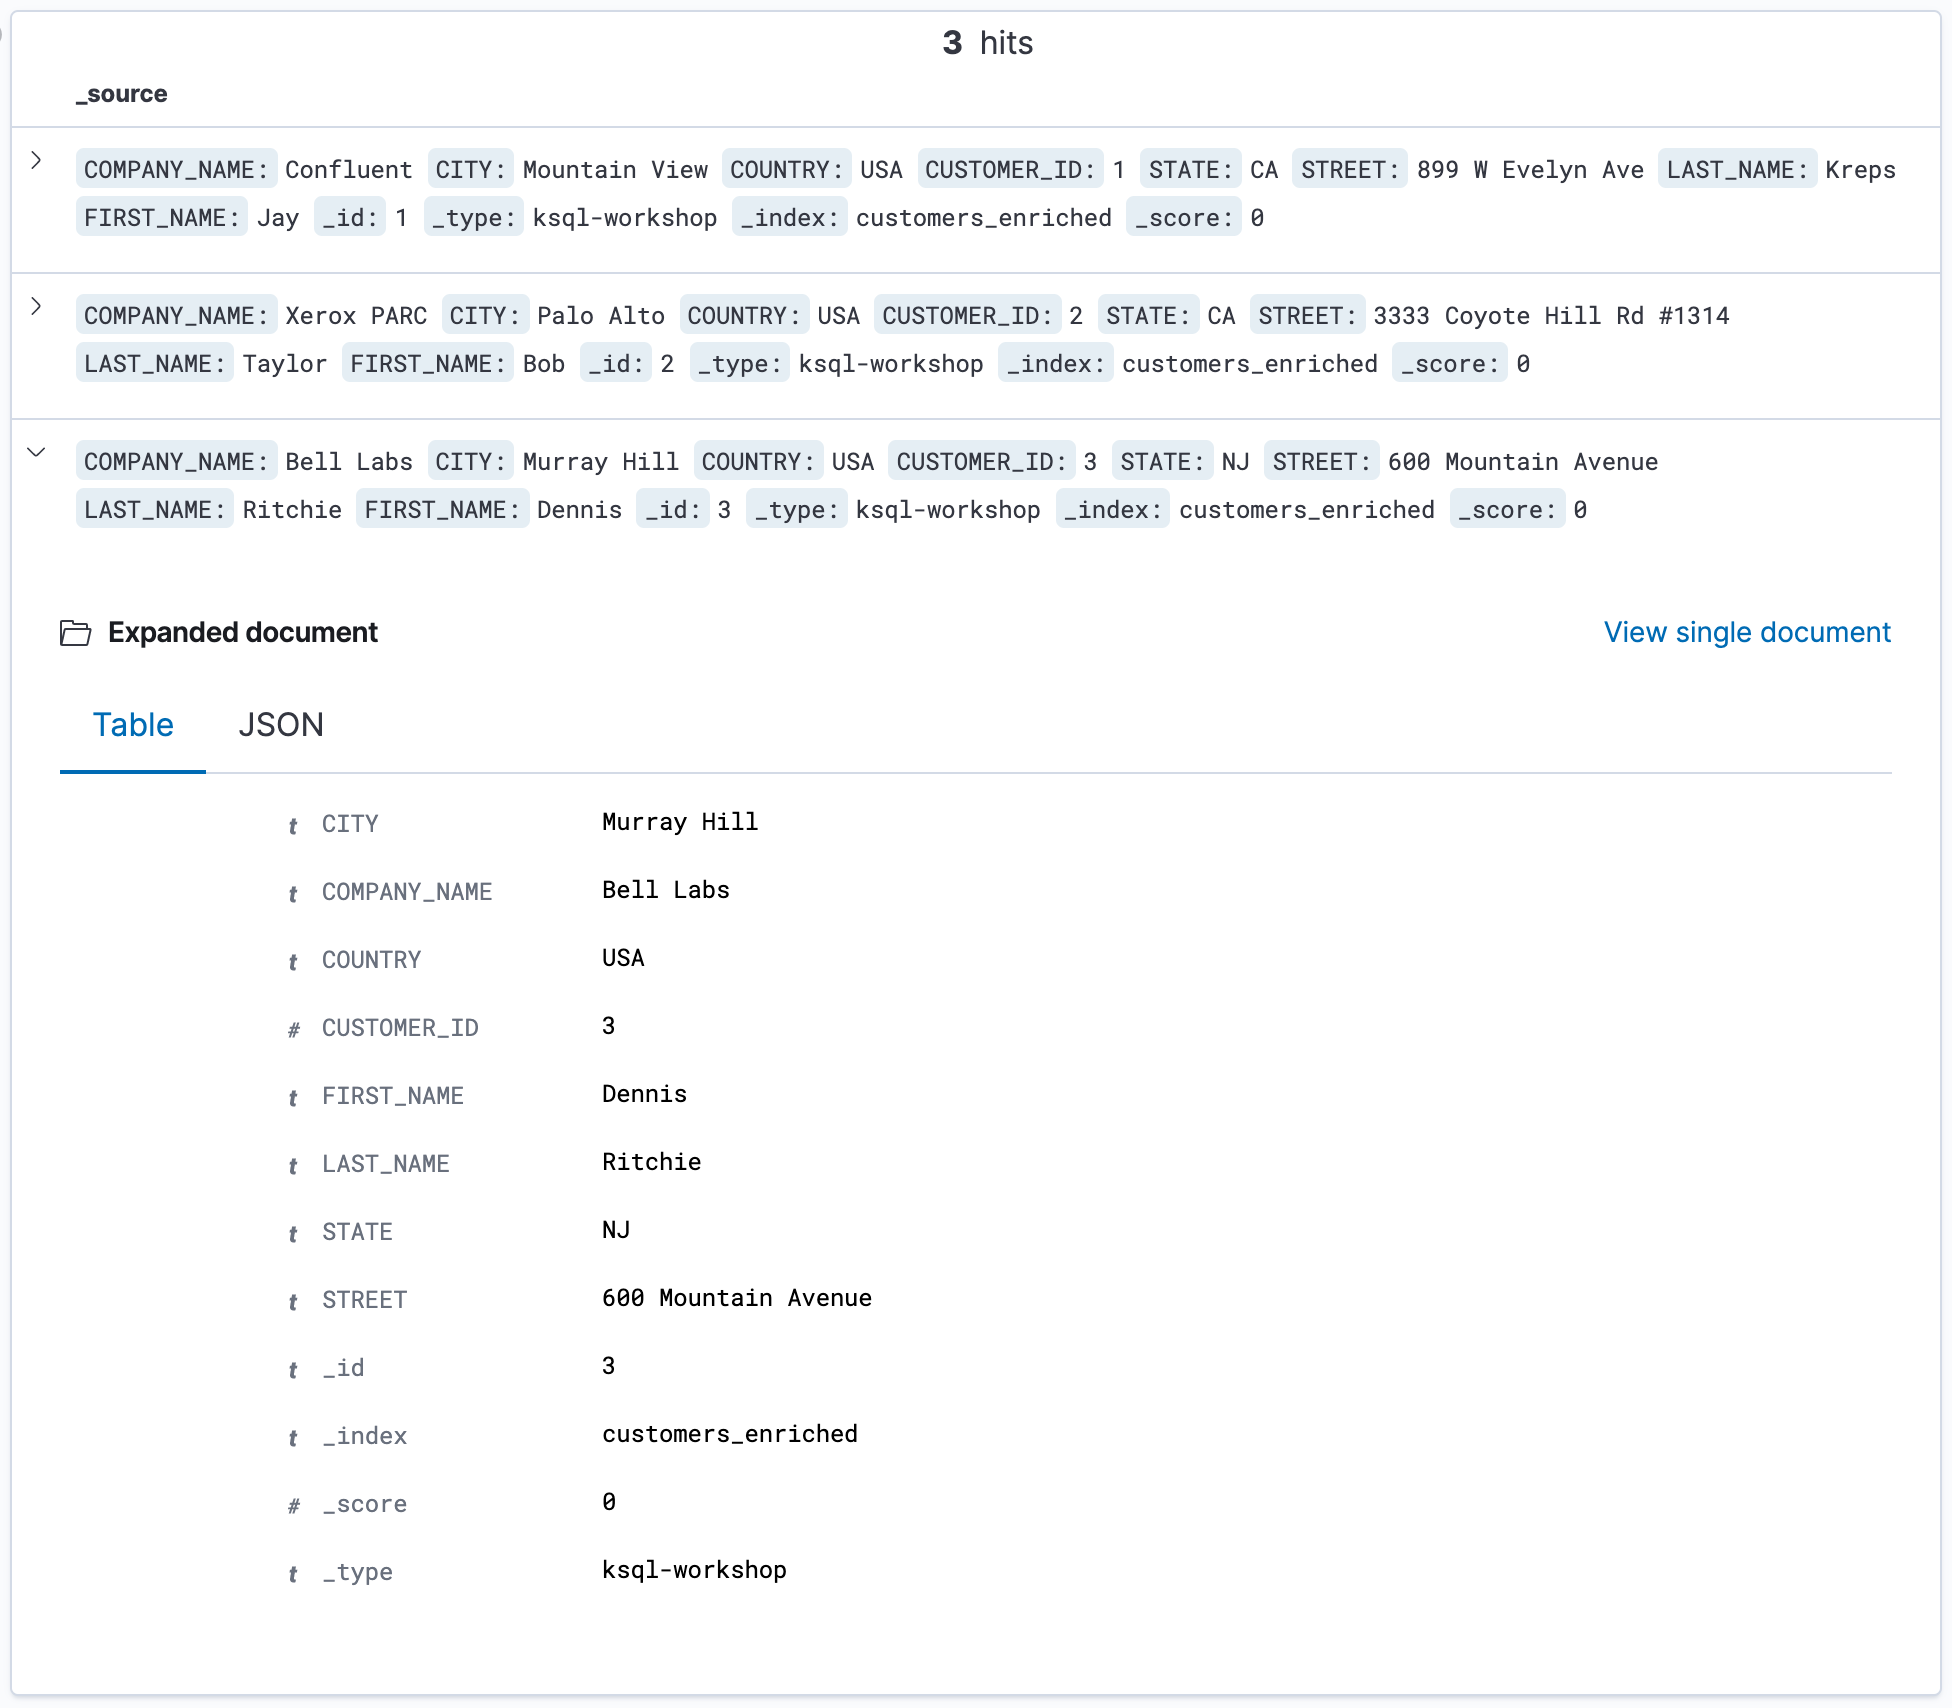 3 hits
_source
COMPANY_NAME: Confluent CITY: Mountain View COUNTRY: USA CUSTOMER_ID: 1 STATE: CA STREET: 899 W Evelyn Ave LAST_NAME: Kreps
FIRST_NAME: Jay _id: 1 _type: ksql-workshop _index: customers_enriched _score: 0
COMPANY_NAME: Xerox PARC CITY: Palo Alto COUNTRY: USA CUSTOMER_ID: 2 STATE: CA STREET: 3333 Coyote Hill Rd #1314
LAST_NAME: Taylor FIRST_NAME: Bob _id: 2 _type: ksql-workshop _index: customers_enriched _score: 0
COMPANY_NAME: Bell Labs CITY: Murray Hill COUNTRY: USA CUSTOMER_ID: 3 STATE: NJ STREET: 600 Mountain Avenue
LAST_NAME: Ritchie FIRST_NAME: Dennis _id: 3 _type: ksql-workshop _index: customers_enriched _score: 0
Expanded document View single document
Table JSON
t CITY Murray Hill
t COMPANY_NAME Bell Labs
t COUNTRY USA
# CUSTOMER_ID 3
t FIRST_NAME Dennis
t LAST_NAME Ritchie
t STATE NJ
t STREET 600 Mountain Avenue
t _id 3
t _index customers_enriched
# _score 0
t _type ksql-workshop